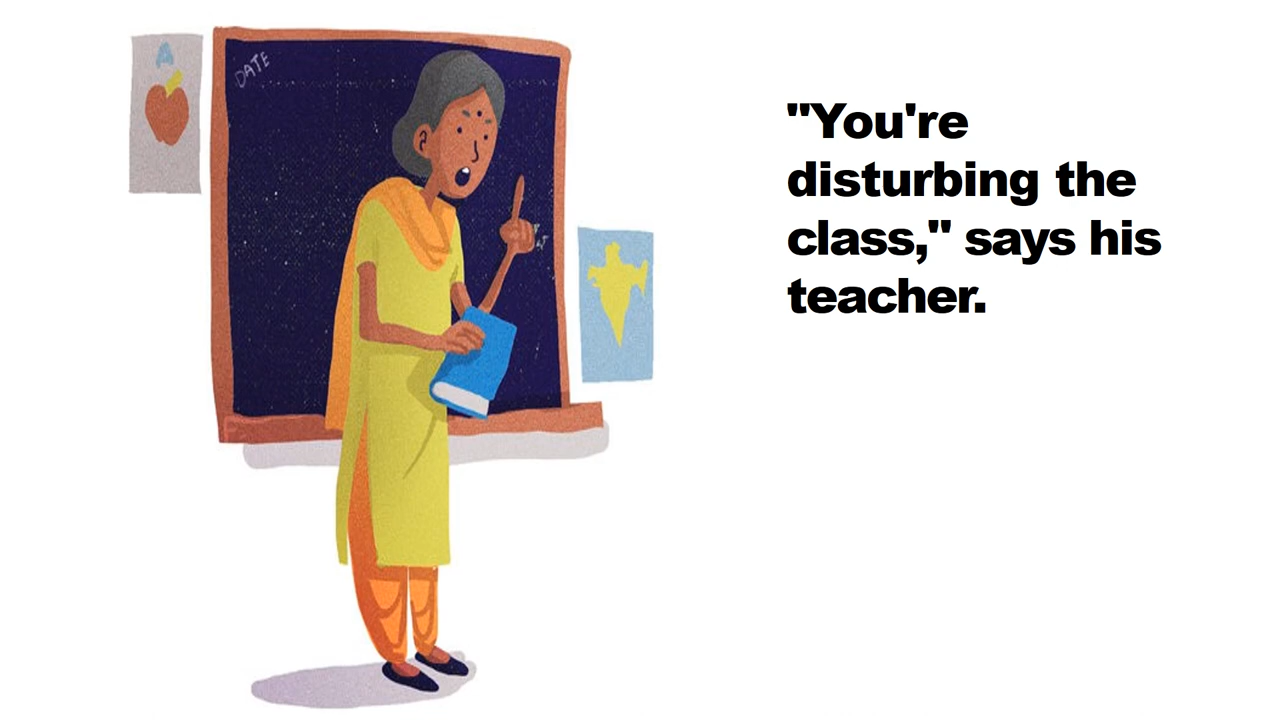 A
DATE
"You're
disturbing the
class," says his
teacher.